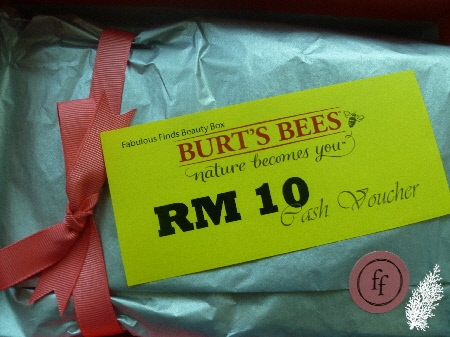 Fabulous Finds Beauty Box
BURT'S BEES
nature becomes you
RM 10
Cash Voucher
ff